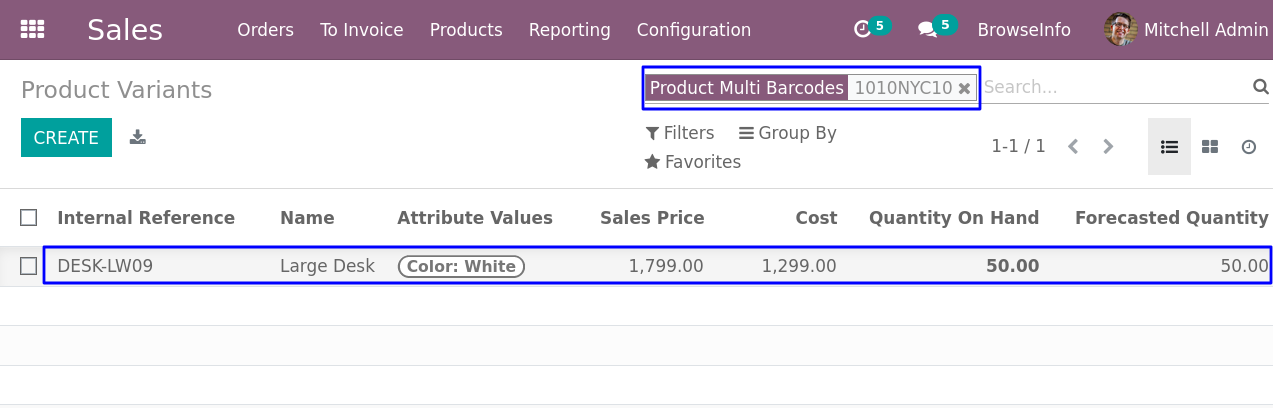 Sales Orders To Invoice Products Reporting Configuration 5 5 BrowseInfo Mitchell Admin
Product Variants Product Multi Barcodes 1010NYC10 Search...
CREATE Filters Group By 1-1 / 1
Favorites
Internal Reference Name Attribute Values Sales Price Cost Quantity On Hand Forecasted Quantity
DESK-LW09 Large Desk Color: White 1,799.00 1,299.00 50.00 50.00